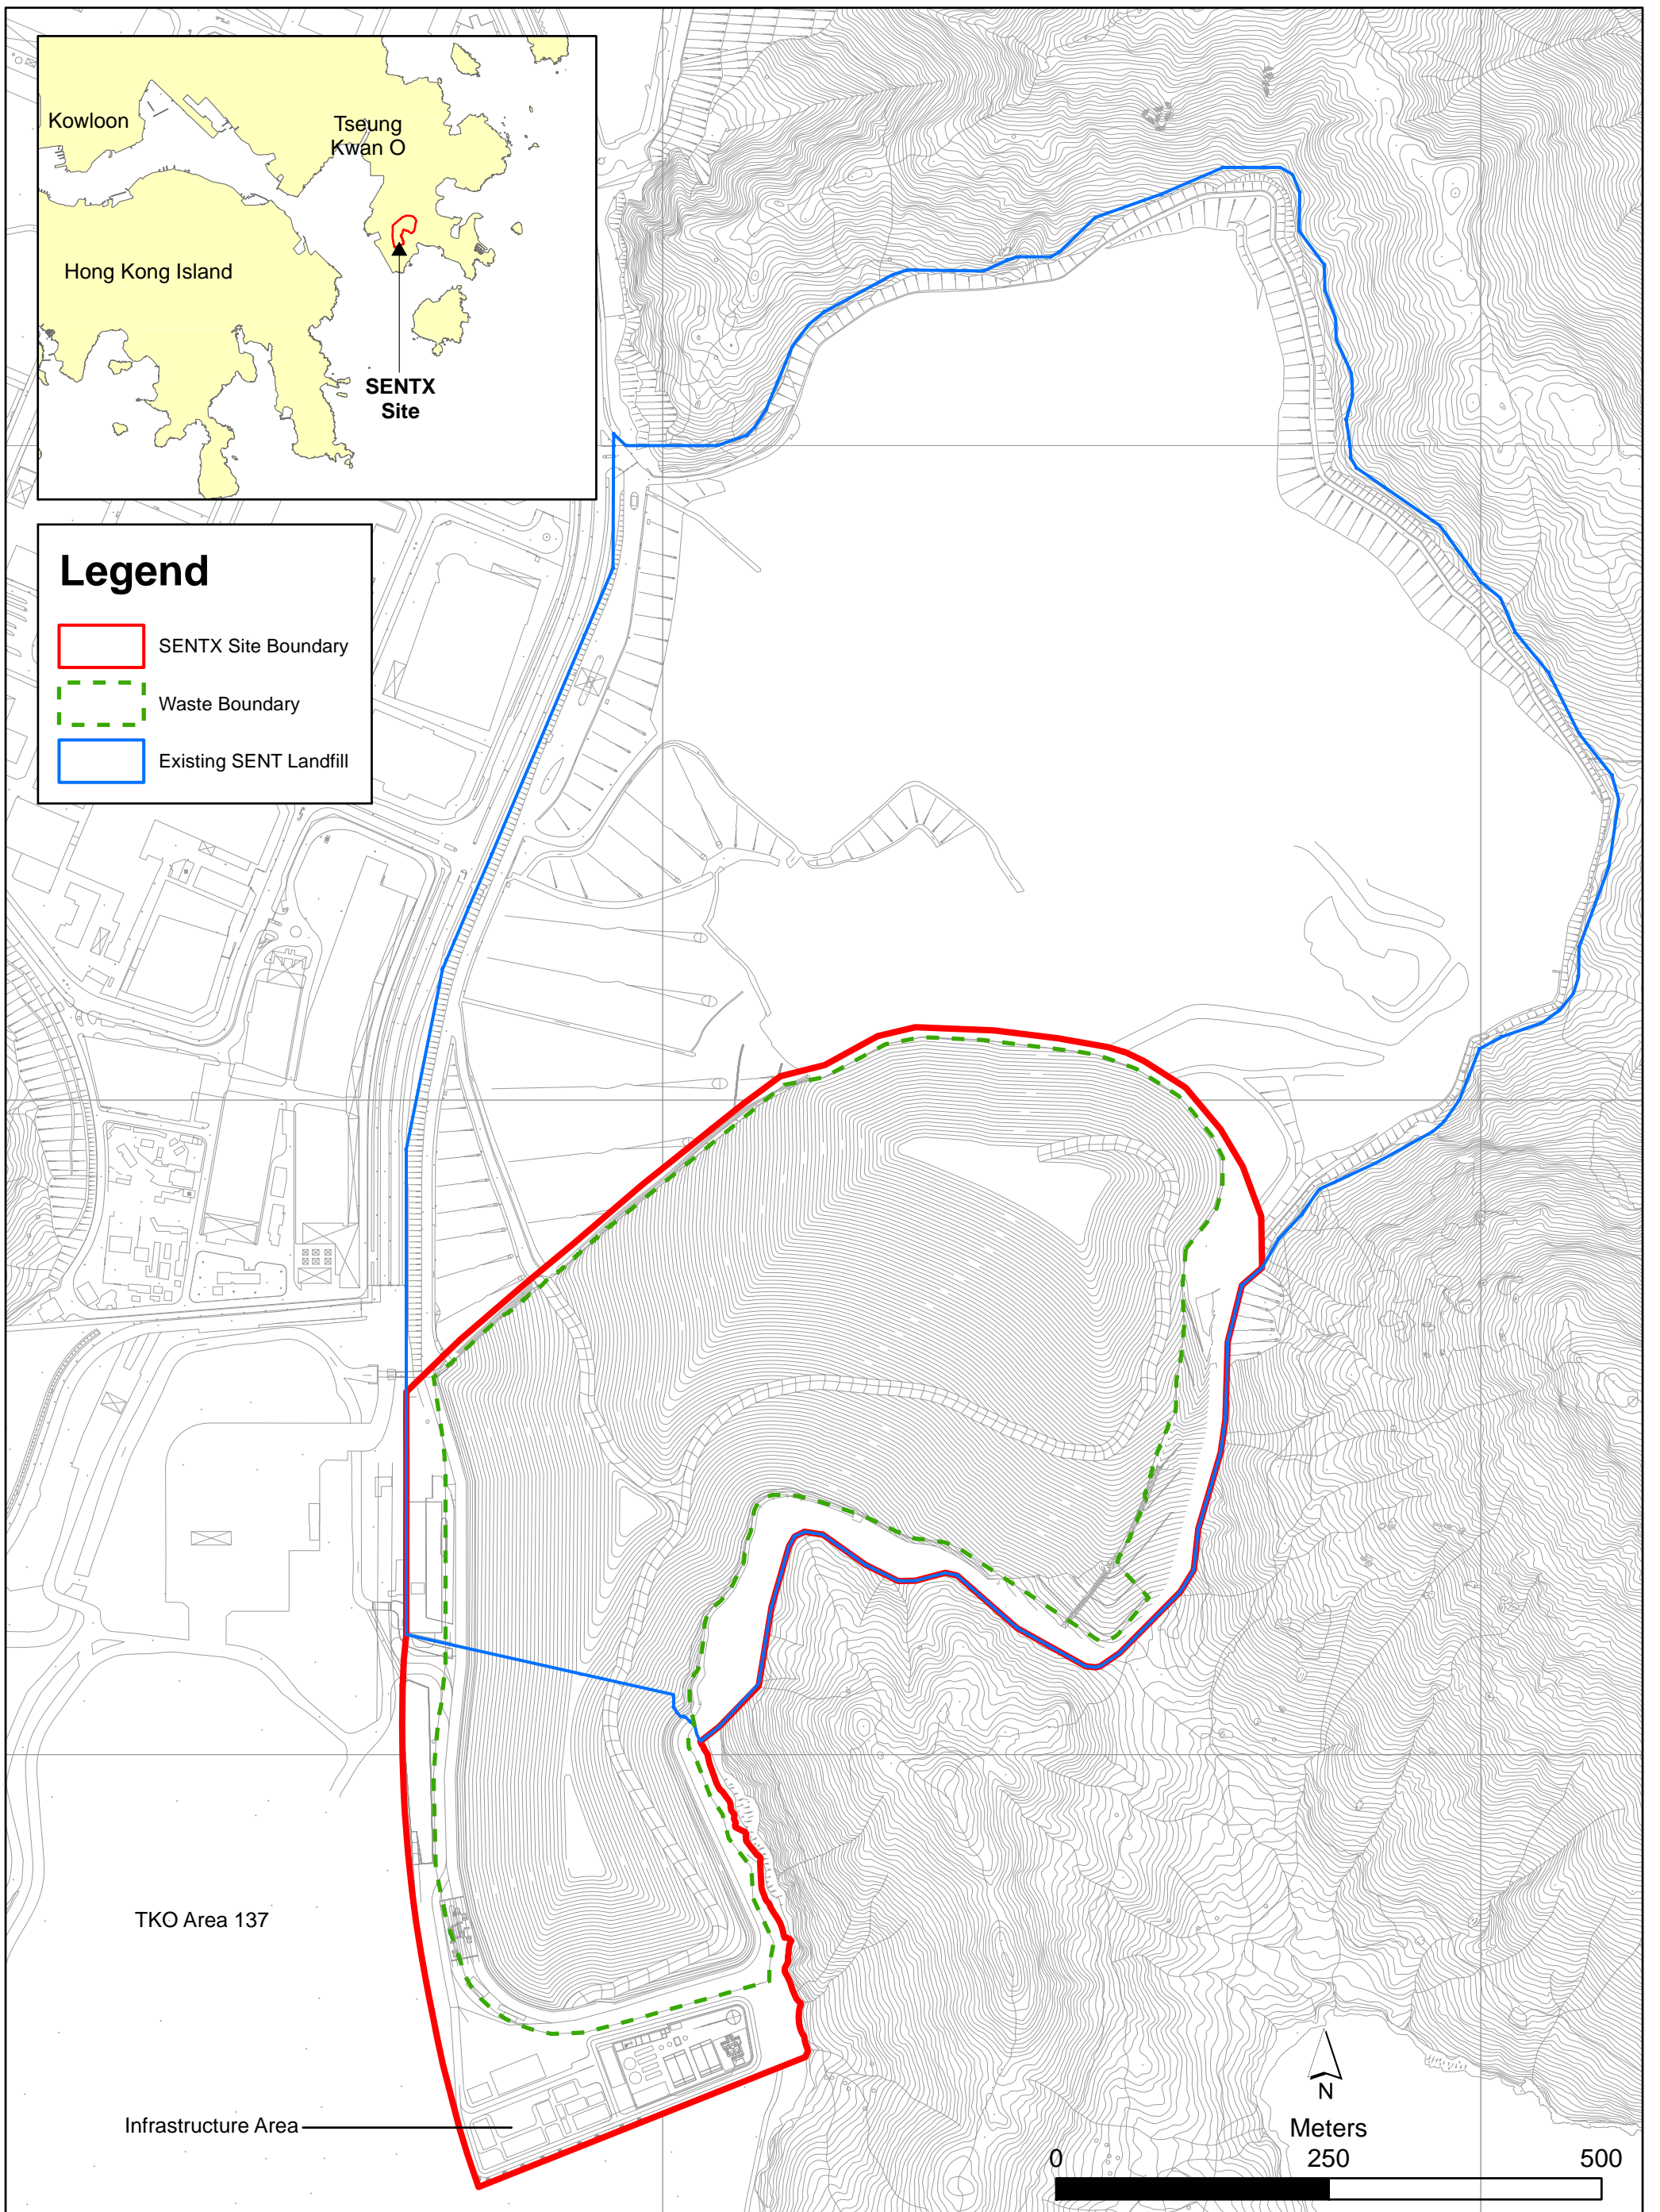 Kowloon
Tseung
Kwan O
Hong Kong Island
SENTX
Site
Legend
SENTX Site Boundary
Waste Boundary
Existing SENT Landfill
TKO Area 137
Infrastructure Area
N
Meters
0 250 500